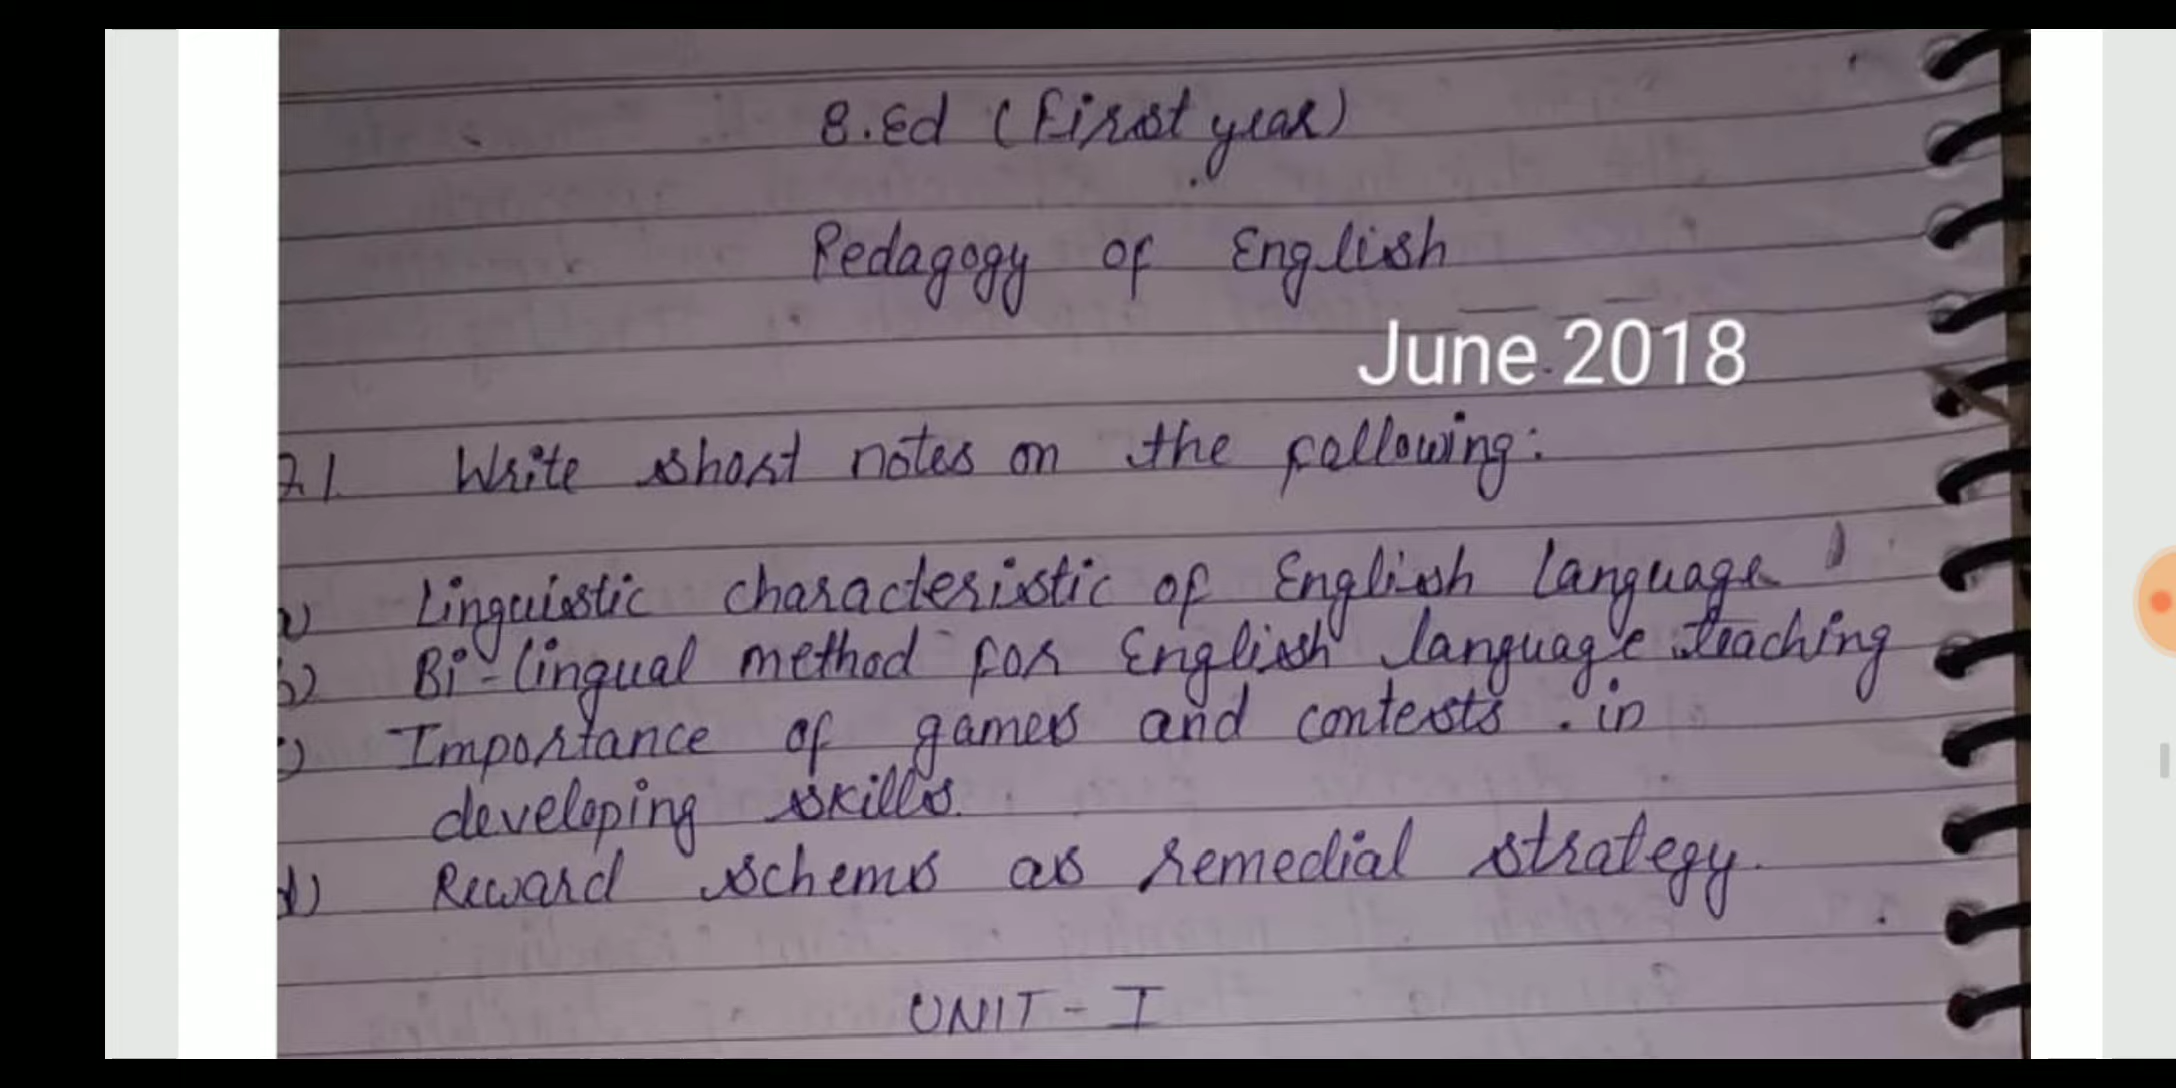 B.Ed (First year)
Pedagogy of English
June 2018
Q.1. Write short notes on the following:
a) Linguistic characteristic of English language
b) Bi-lingual method for English language teaching
c) Importance of games and contests in
developing skills.
d) Reward schems as remedial strategy.
UNIT - I